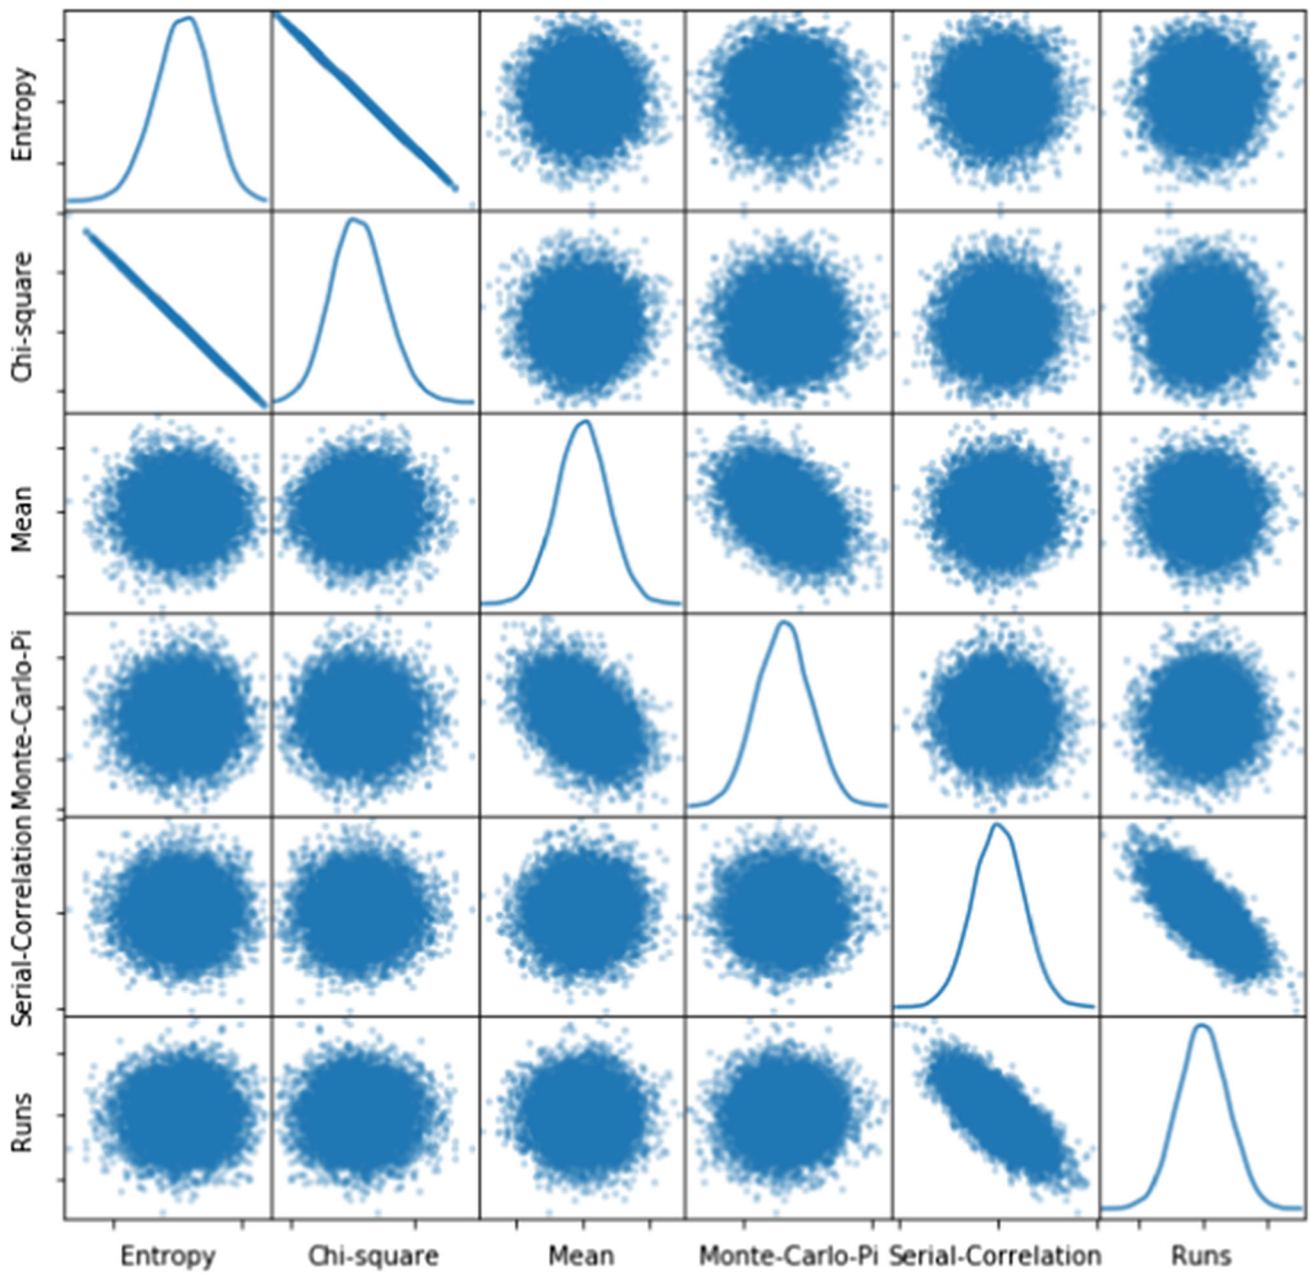 Entropy
Chi-square
Mean
Monte-Carlo-Pi
Serial-Correlation
Runs
Entropy Chi-square Mean Monte-Carlo-Pi Serial-Correlation Runs